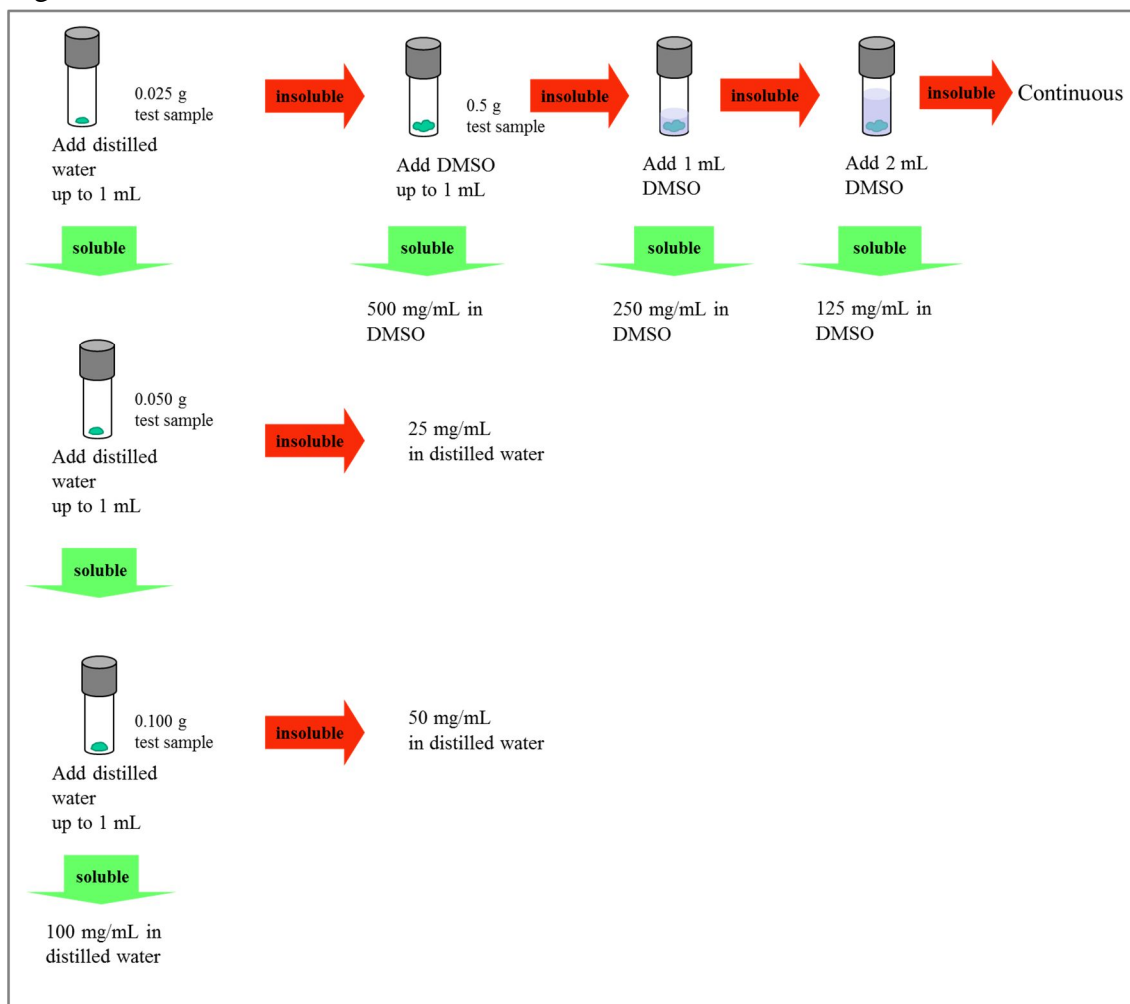 0.025 g
test sample
Add distilled
water
up to 1 mL
insoluble
0.5 g
test sample
Add DMSO
up to 1 mL
insoluble
Add 1 mL
DMSO
insoluble
Add 2 mL
DMSO
insoluble
Continuous
soluble
soluble
soluble
soluble
500 mg/mL in
DMSO
250 mg/mL in
DMSO
125 mg/mL in
DMSO
0.050 g
test sample
Add distilled
water
up to 1 mL
insoluble
25 mg/mL
in distilled water
soluble
0.100 g
test sample
Add distilled
water
up to 1 mL
insoluble
50 mg/mL
in distilled water
soluble
100 mg/mL in
distilled water